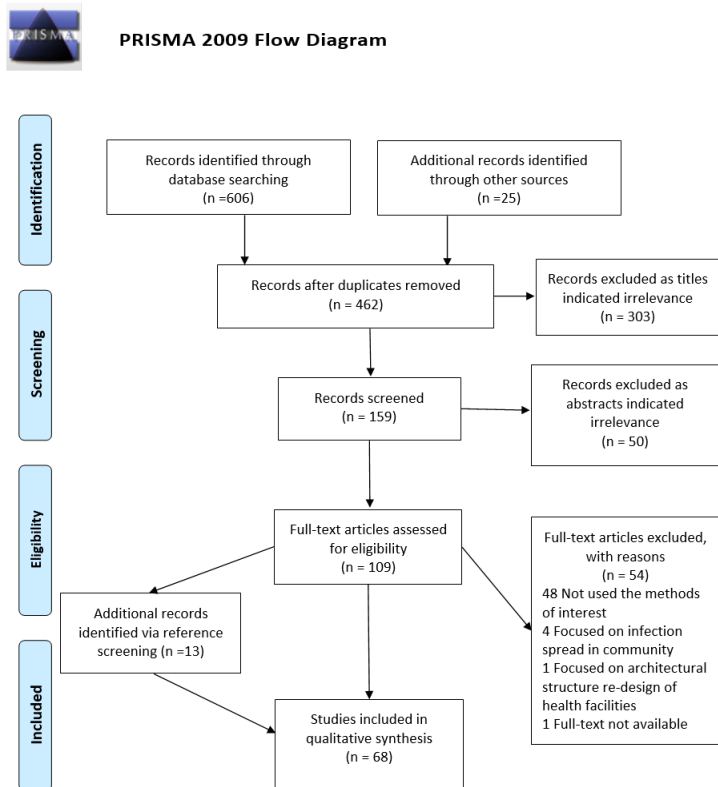 PRISMA
PRISMA 2009 Flow Diagram
Identification
Records identified through
database searching
(n =606)
Additional records identified
through other sources
(n =25)
Records after duplicates removed
(n = 462)
Records excluded as titles
indicated irrelevance
(n = 303)
Screening
Records screened
(n = 159)
Records excluded as
abstracts indicated
irrelevance
(n = 50)
Eligibility
Full-text articles assessed
for eligibility
(n = 109)
Full-text articles excluded,
with reasons
(n = 54)
48 Not used the methods
of interest
4 Focused on infection
spread in community
1 Focused on architectural
structure re-design of
health facilities
1 Full-text not available
Additional records
identified via reference
screening (n =13)
Included
Studies included in
qualitative synthesis
(n = 68)